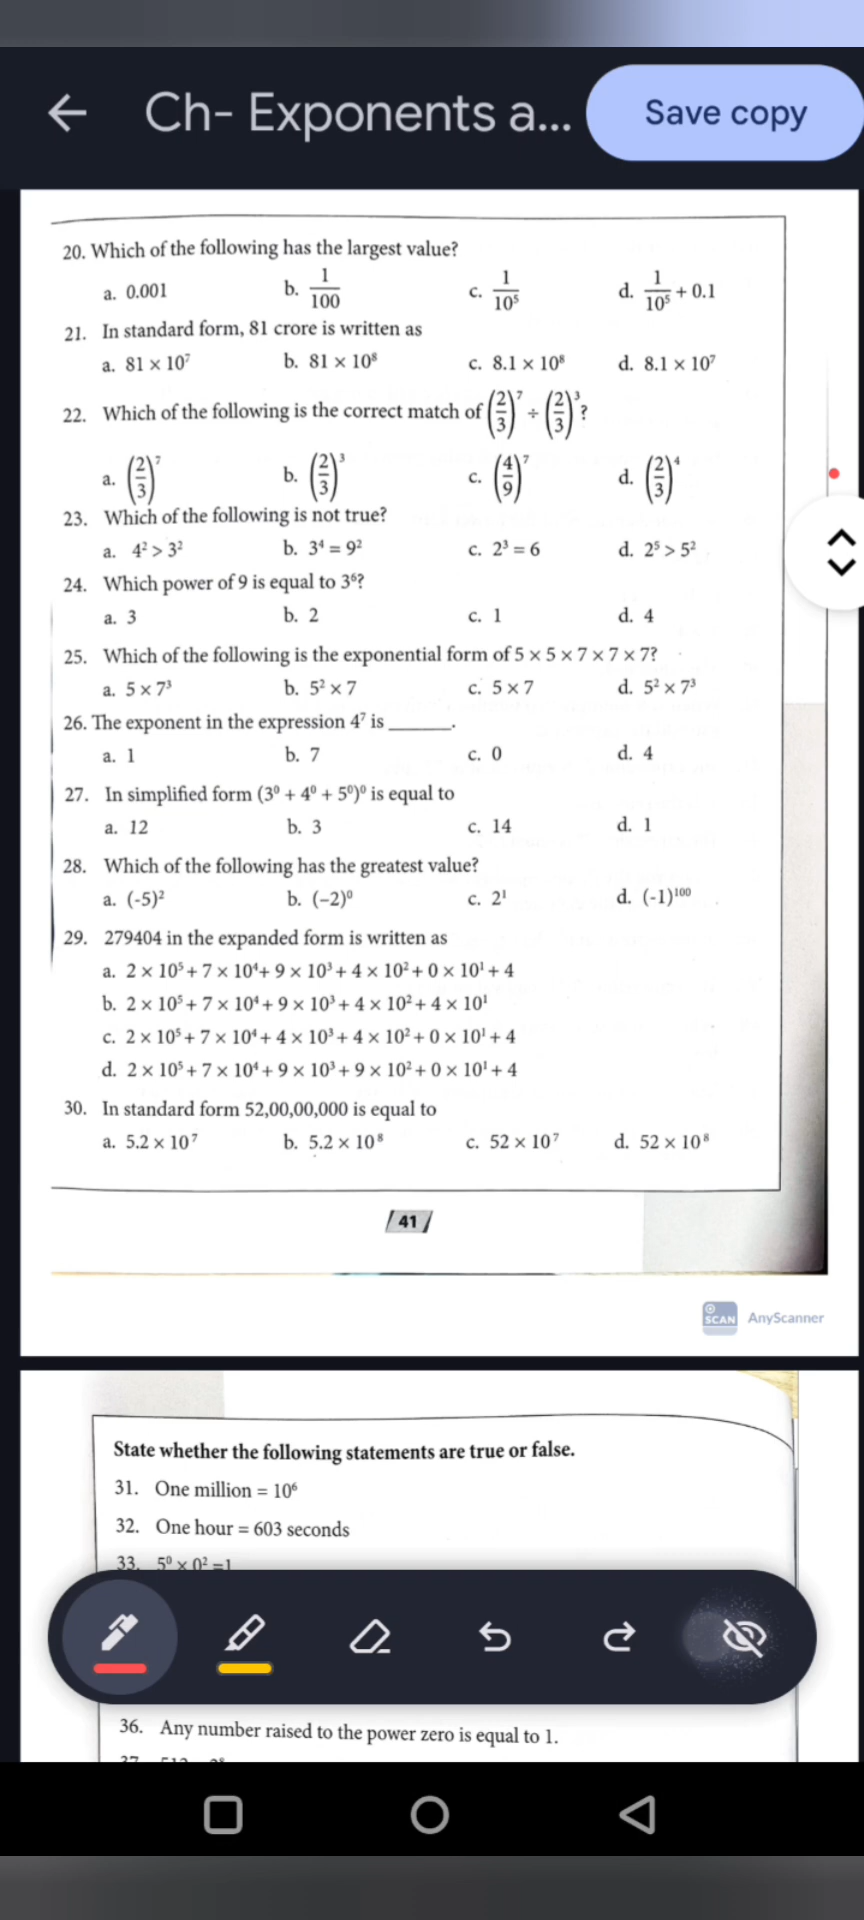 Ch- Exponents a...
Save copy
20. Which of the following has the largest value?
a. 0.001 b. 1/100 c. 1/10⁵ d. 1/10⁵ + 0.1
21. In standard form, 81 crore is written as
a. 81 × 10⁷ b. 81 × 10⁸ c. 8.1 × 10⁸ d. 8.1 × 10⁷
22. Which of the following is the correct match of (2/3)⁷ ÷ (2/3)³?
a. (2/3)⁷ b. (2/3)³ c. (4/9)⁷ d. (2/3)⁴
23. Which of the following is not true?
a. 4² > 3² b. 3⁴ = 9² c. 2³ = 6 d. 2⁵ > 5²
24. Which power of 9 is equal to 3⁶?
a. 3 b. 2 c. 1 d. 4
25. Which of the following is the exponential form of 5 × 5 × 7 × 7 × 7?
a. 5 × 7³ b. 5² × 7 c. 5 × 7 d. 5² × 7³
26. The exponent in the expression 4⁷ is ______.
a. 1 b. 7 c. 0 d. 4
27. In simplified form (3⁰ + 4⁰ + 5⁰)⁰ is equal to
a. 12 b. 3 c. 14 d. 1
28. Which of the following has the greatest value?
a. (-5)² b. (−2)⁰ c. 2¹ d. (-1)¹⁰⁰
29. 279404 in the expanded form is written as
a. 2 × 10⁵ + 7 × 10⁴+ 9 × 10³ + 4 × 10² + 0 × 10¹ + 4
b. 2 × 10⁵ + 7 × 10⁴ + 9 × 10³ + 4 × 10² + 4 × 10¹
c. 2 × 10⁵ + 7 × 10⁴ + 4 × 10³ + 4 × 10² + 0 × 10¹ + 4
d. 2 × 10⁵ + 7 × 10⁴ + 9 × 10³ + 9 × 10² + 0 × 10¹ + 4
30. In standard form 52,00,00,000 is equal to
a. 5.2 × 10⁷ b. 5.2 × 10⁸ c. 52 × 10⁷ d. 52 × 10⁸
41
SCAN AnyScanner
State whether the following statements are true or false.
31. One million = 10⁶
32. One hour = 603 seconds
33. 5⁰ × 0² =1
36. Any number raised to the power zero is equal to 1.